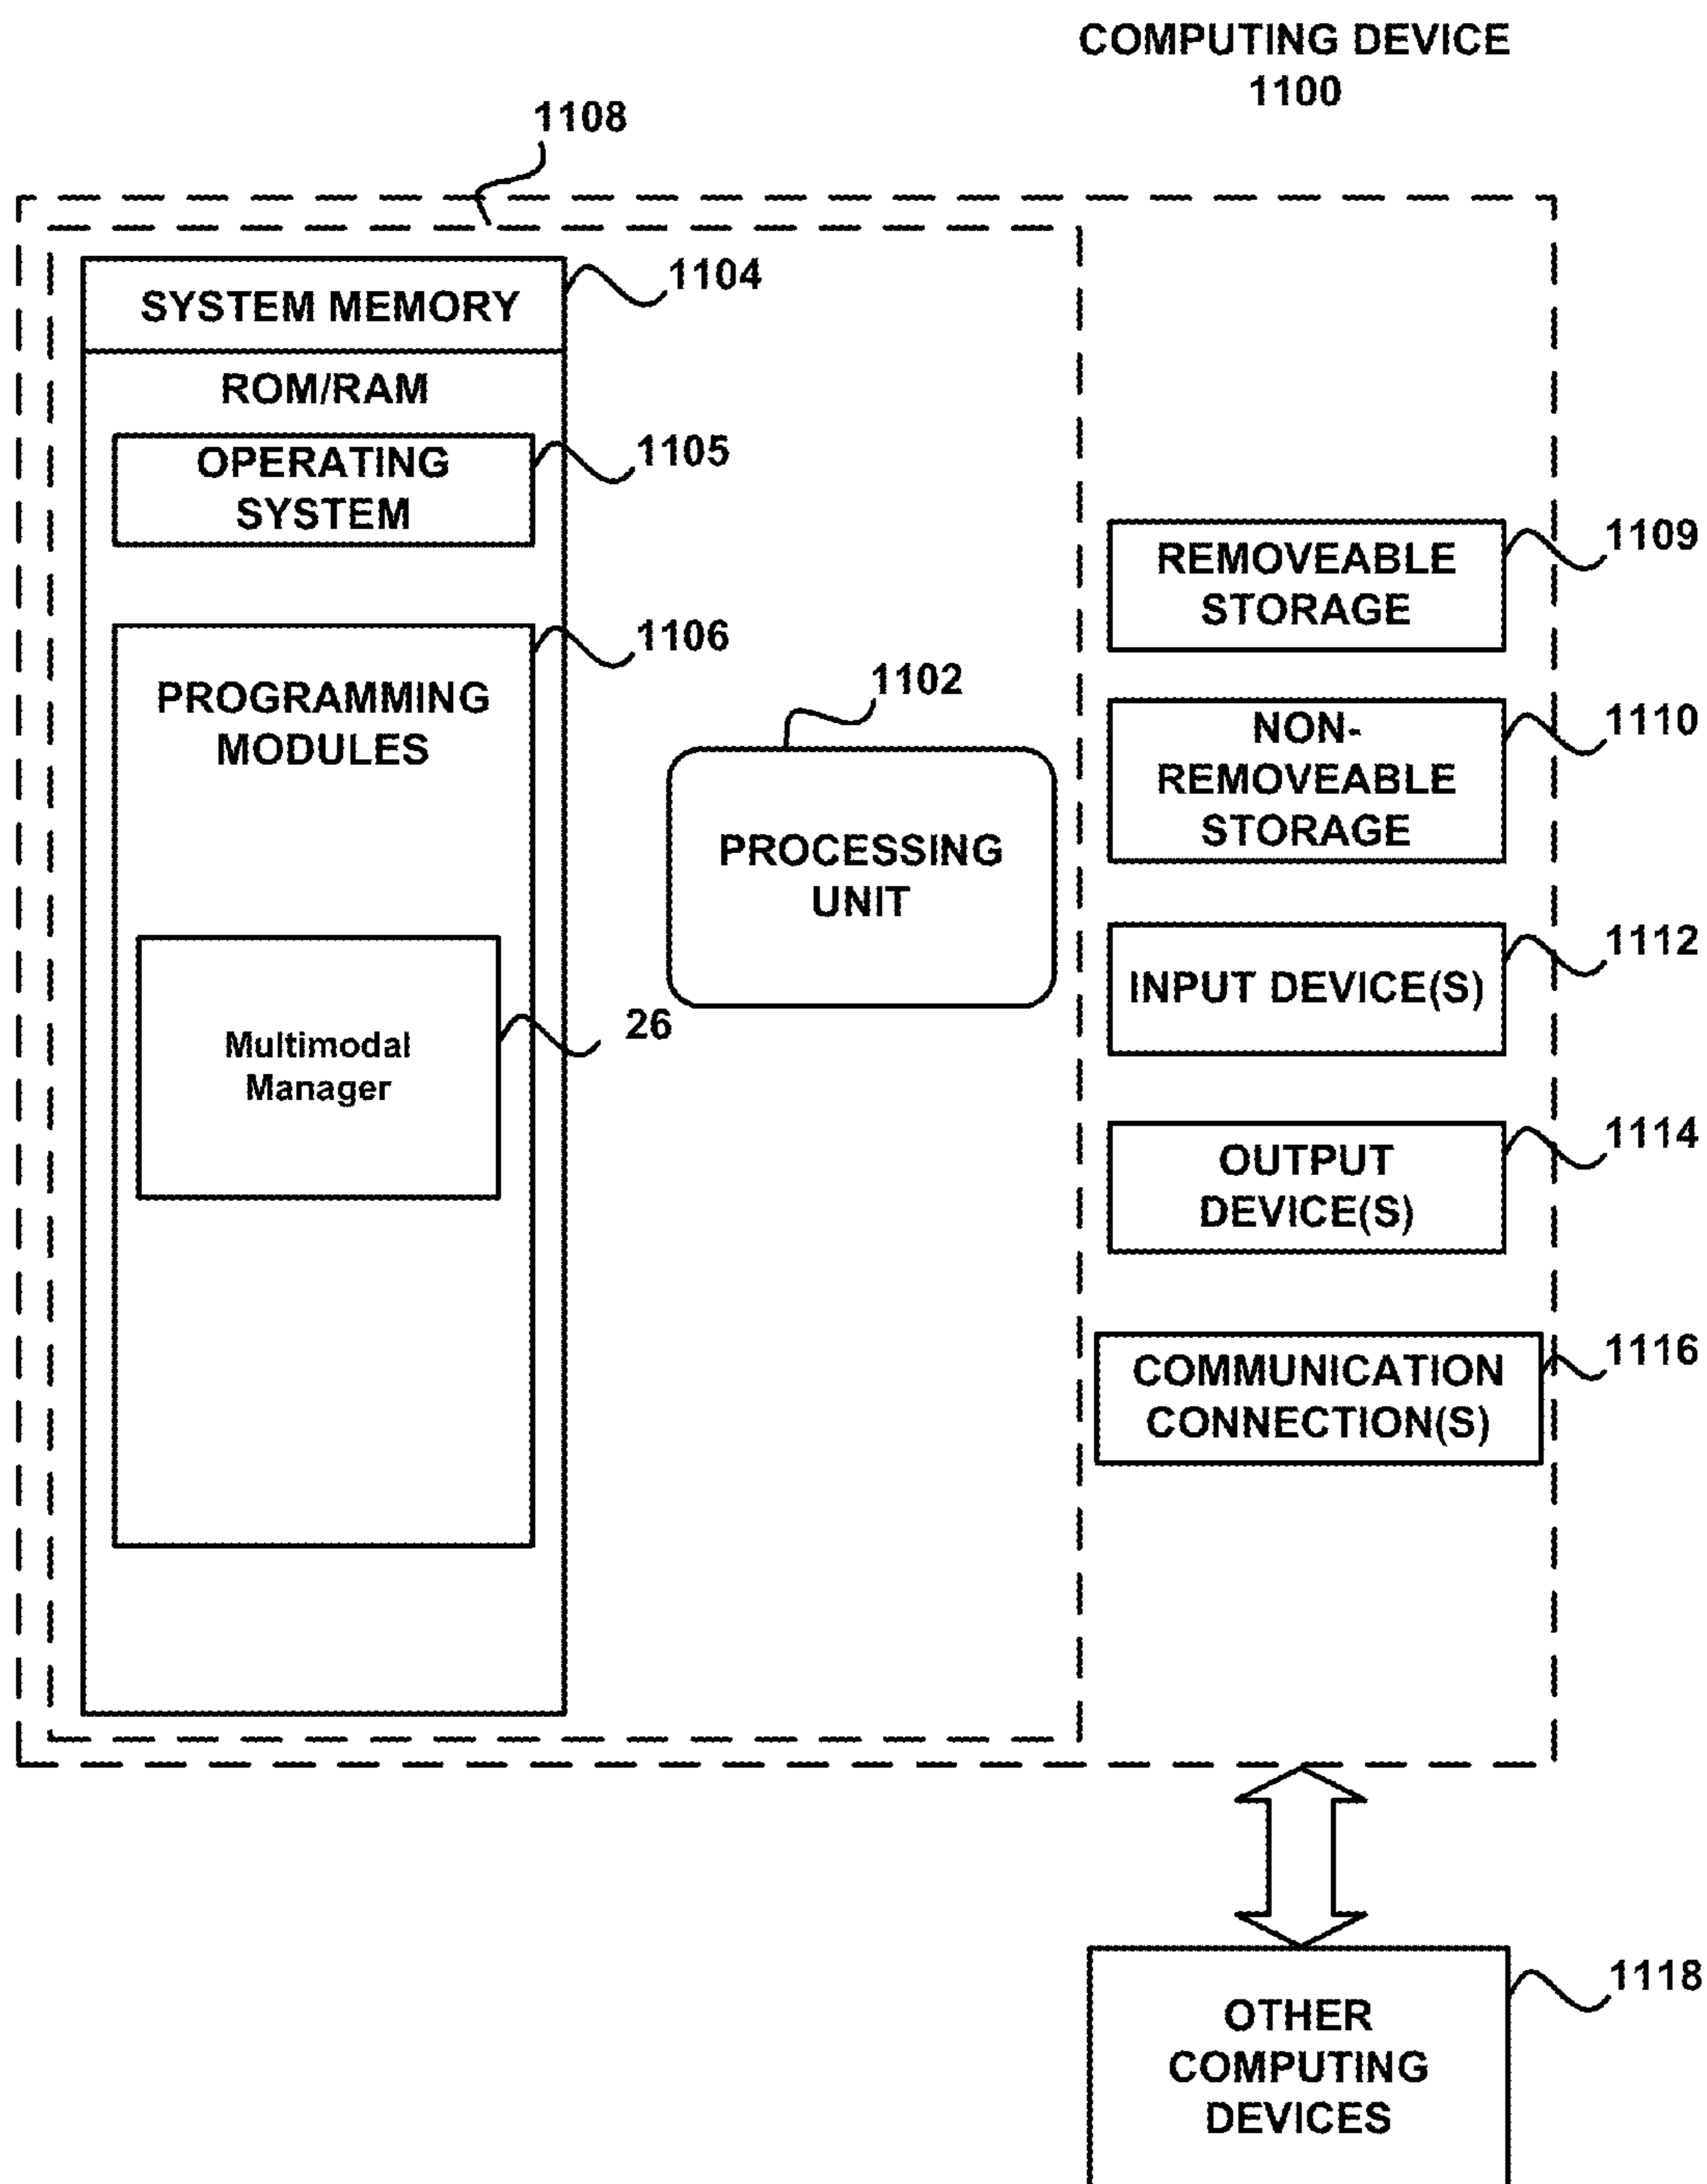 COMPUTING DEVICE
1100
1108
SYSTEM MEMORY
1104
ROM/RAM
OPERATING
SYSTEM
1105
PROGRAMMING
MODULES
1106
Multimodal
Manager
26
1102
PROCESSING
UNIT
REMOVEABLE
STORAGE
1109
NON-
REMOVEABLE
STORAGE
1110
INPUT DEVICE(S)
1112
OUTPUT
DEVICE(S)
1114
COMMUNICATION
CONNECTION(S)
1116
OTHER
COMPUTING
DEVICES
1118